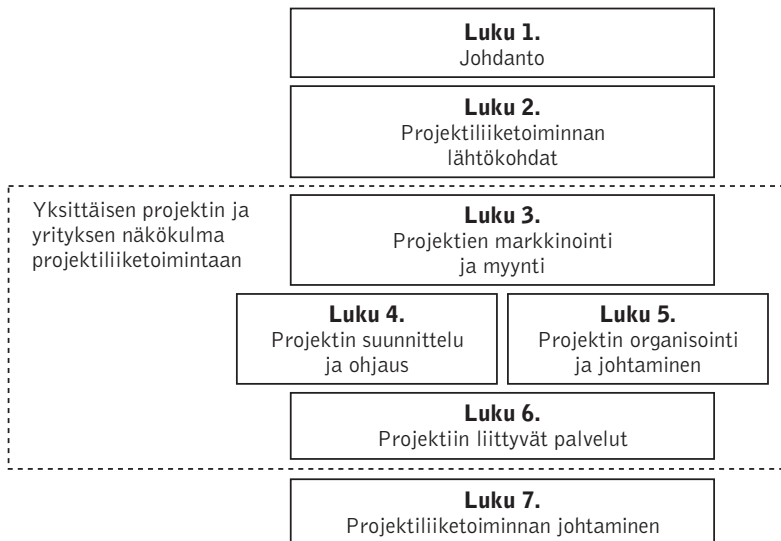 Luku 1.
Johdanto
Luku 2.
Projektiliiketoiminnan
lähtökohdat
Yksittäisen projektin ja
yrityksen näkökulma
projektiliiketoimintaan
Luku 3.
Projektien markkinointi
ja myynti
Luku 4.
Projektin suunnittelu
ja ohjaus
Luku 5.
Projektin organisointi
ja johtaminen
Luku 6.
Projektiin liittyvät palvelut
Luku 7.
Projektiliiketoiminnan johtaminen